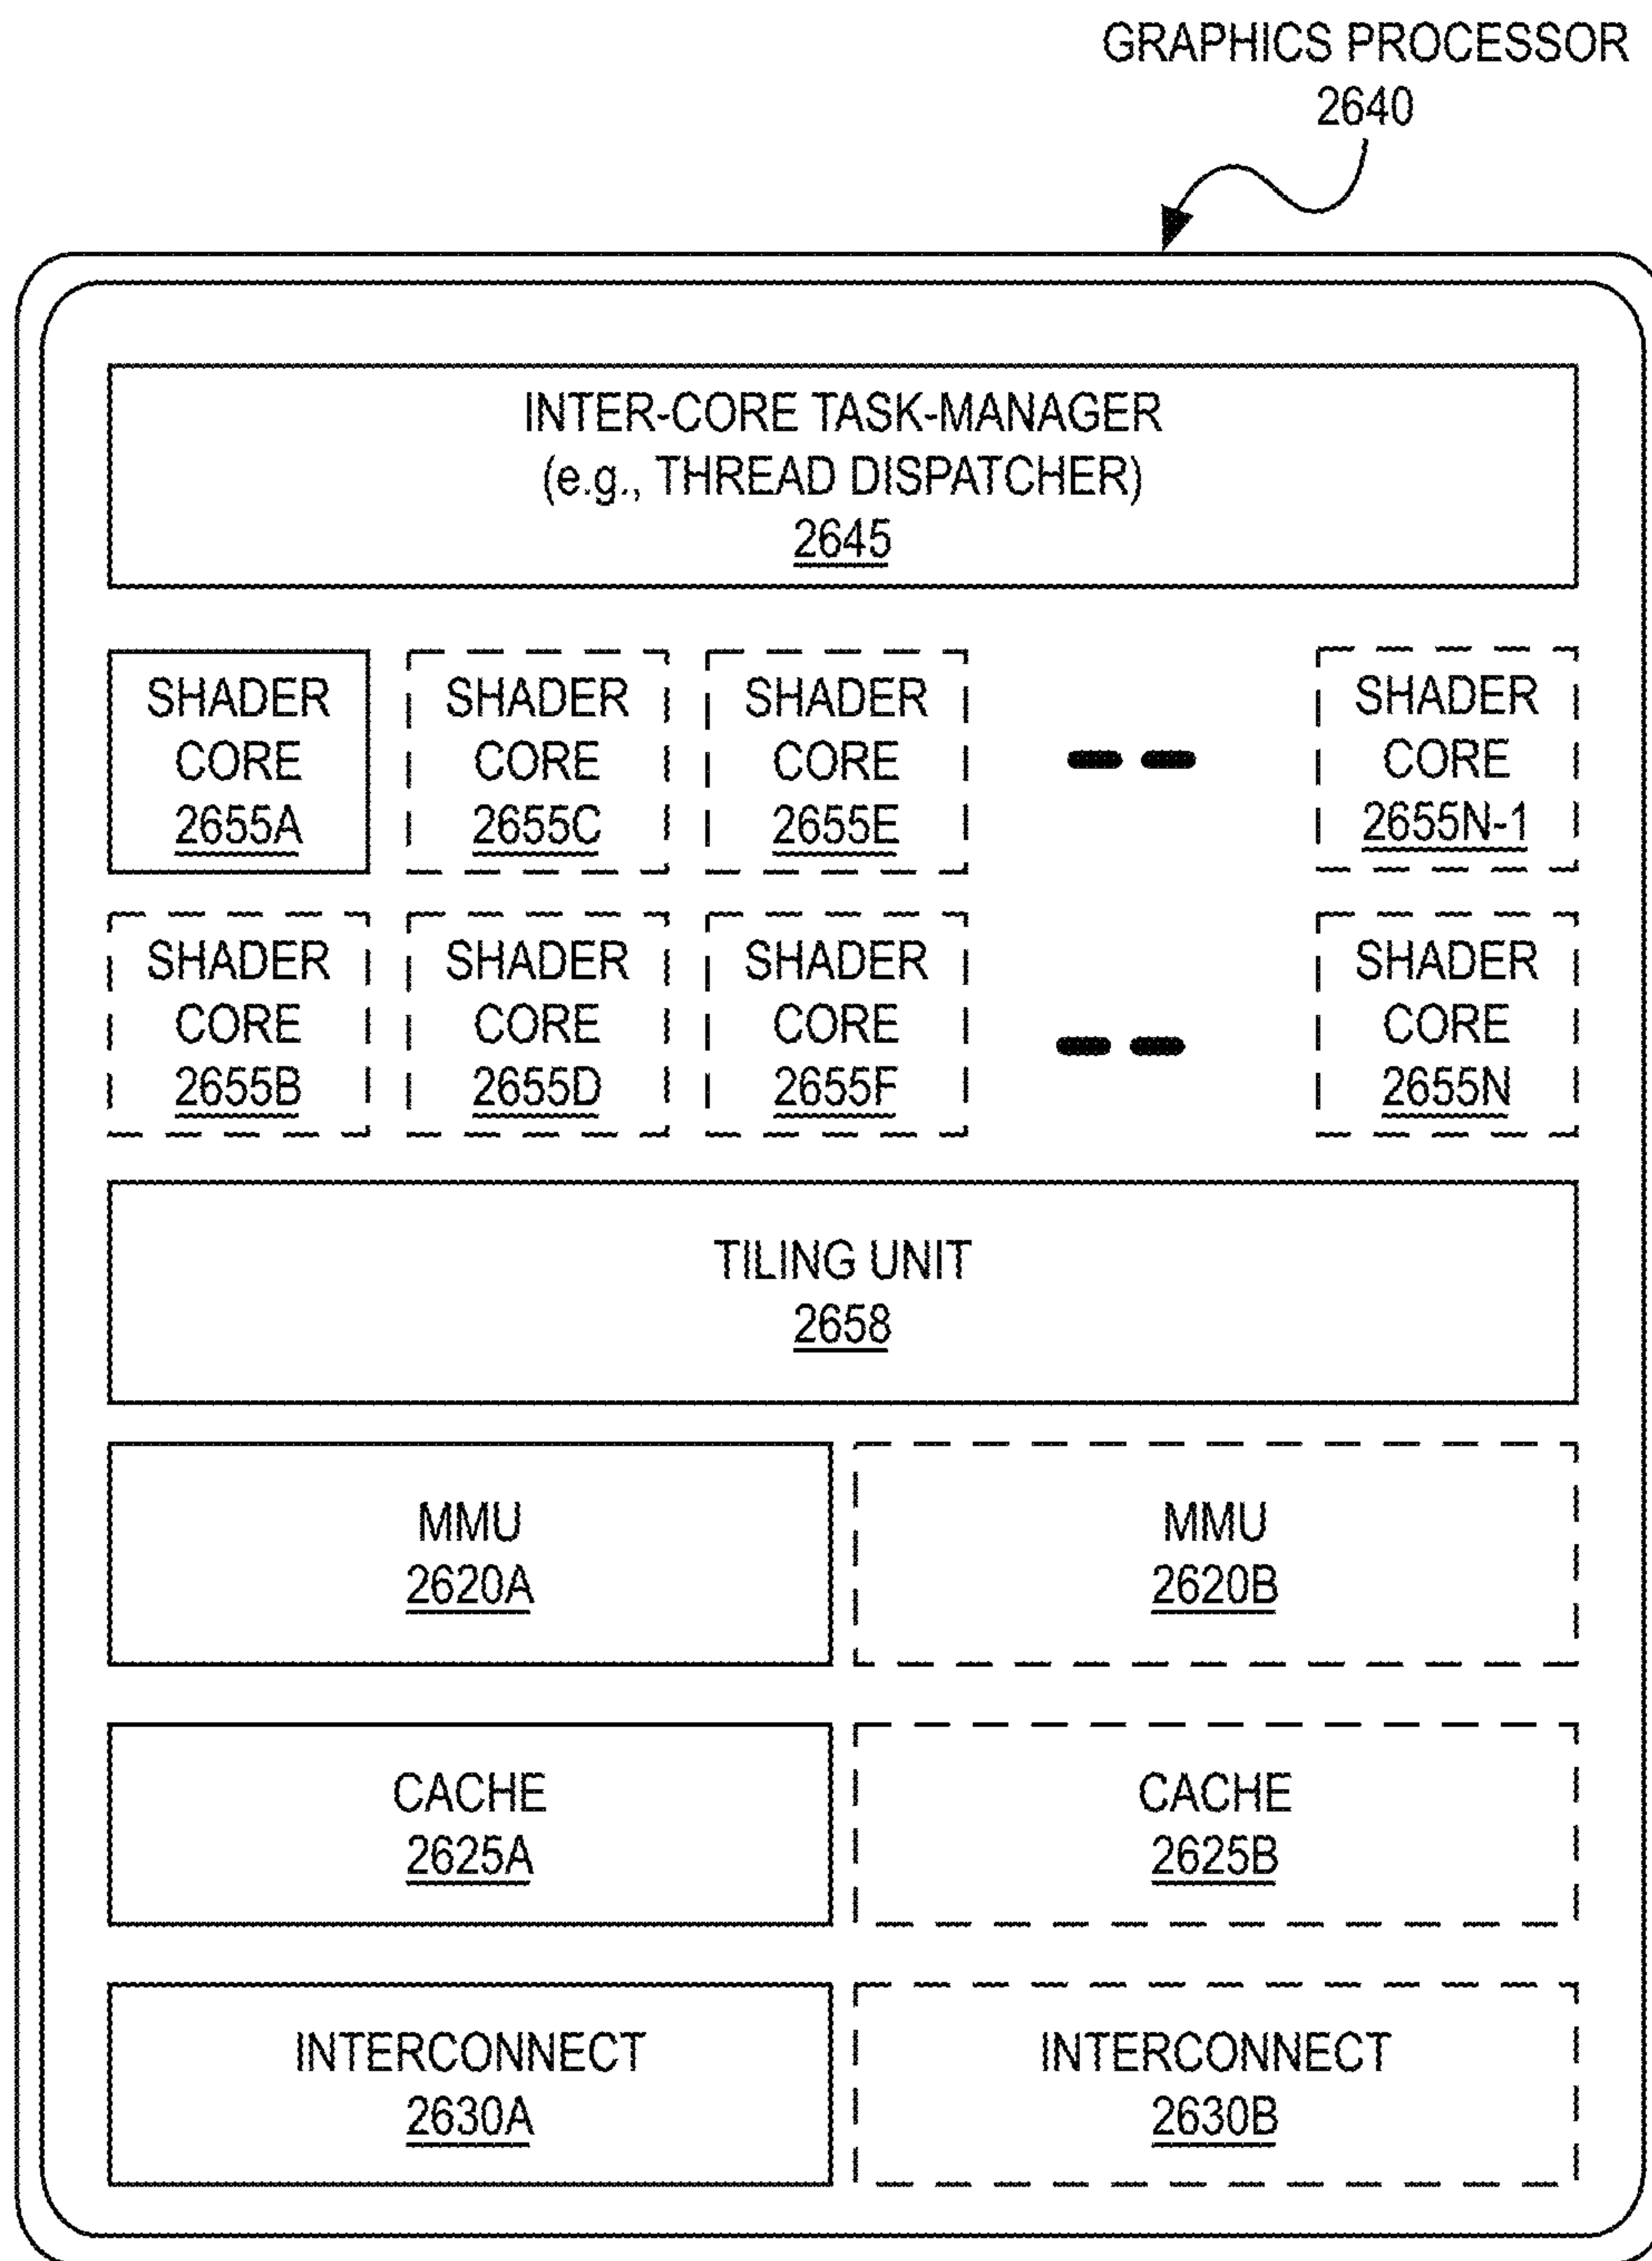 GRAPHICS PROCESSOR
2640
INTER-CORE TASK-MANAGER
(e.g., THREAD DISPATCHER)
2645
SHADER
CORE
2655A
SHADER
CORE
2655C
SHADER
CORE
2655E
SHADER
CORE
2655N-1
SHADER
CORE
2655B
SHADER
CORE
2655D
SHADER
CORE
2655F
SHADER
CORE
2655N
TILING UNIT
2658
MMU
2620A
MMU
2620B
CACHE
2625A
CACHE
2625B
INTERCONNECT
2630A
INTERCONNECT
2630B